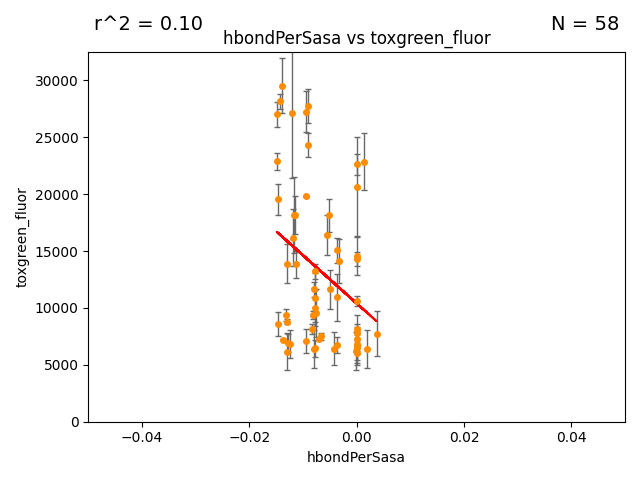 r^2 = 0.10
N = 58
hbondPerSasa vs toxgreen_fluor
toxgreen_fluor
30000
25000
20000
15000
10000
5000
0
−0.04
−0.02
0.00
0.02
0.04
hbondPerSasa